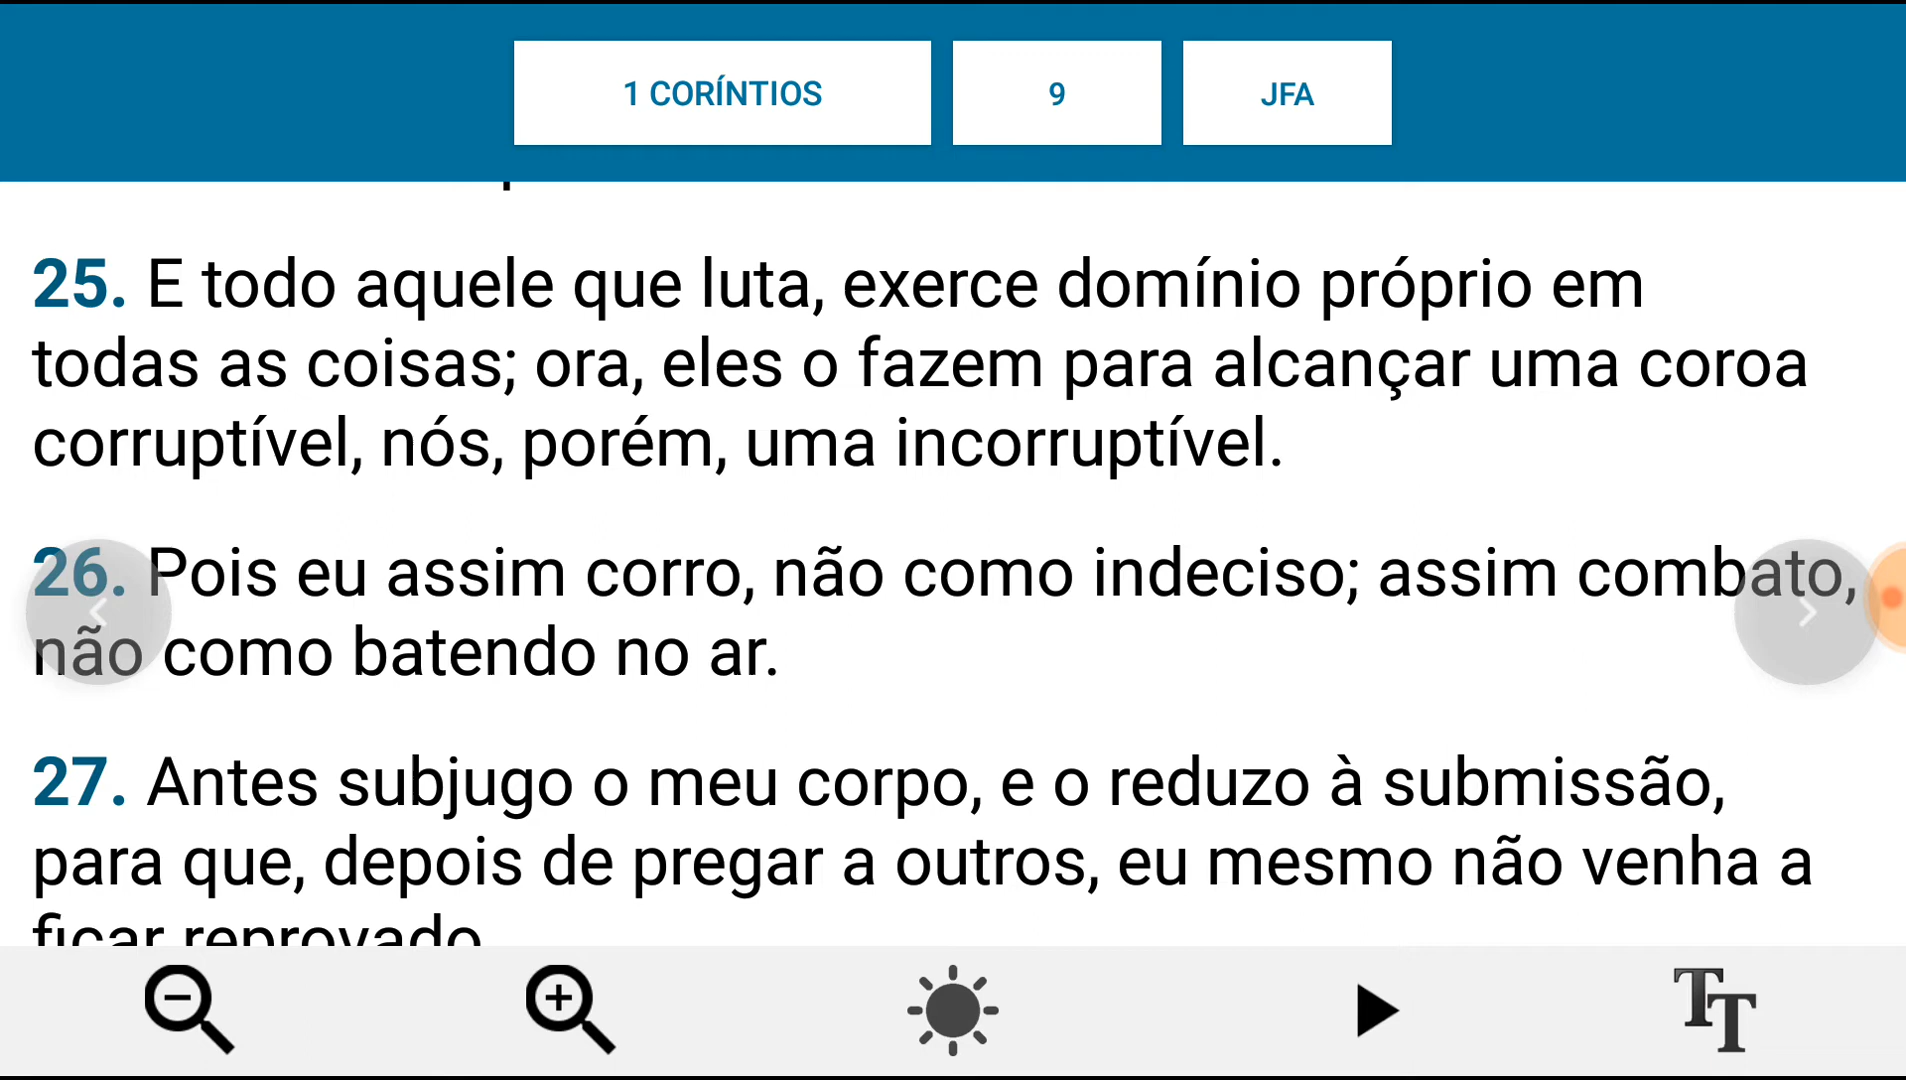 1 CORÍNTIOS 9 JFA
25. E todo aquele que luta, exerce domínio próprio em
todas as coisas; ora, eles o fazem para alcançar uma coroa
corruptível, nós, porém, uma incorruptível.
26. Pois eu assim corro, não como indeciso; assim combato,
não como batendo no ar.
27. Antes subjugo o meu corpo, e o reduzo à submissão,
para que, depois de pregar a outros, eu mesmo não venha a
ficar reprovado
TT